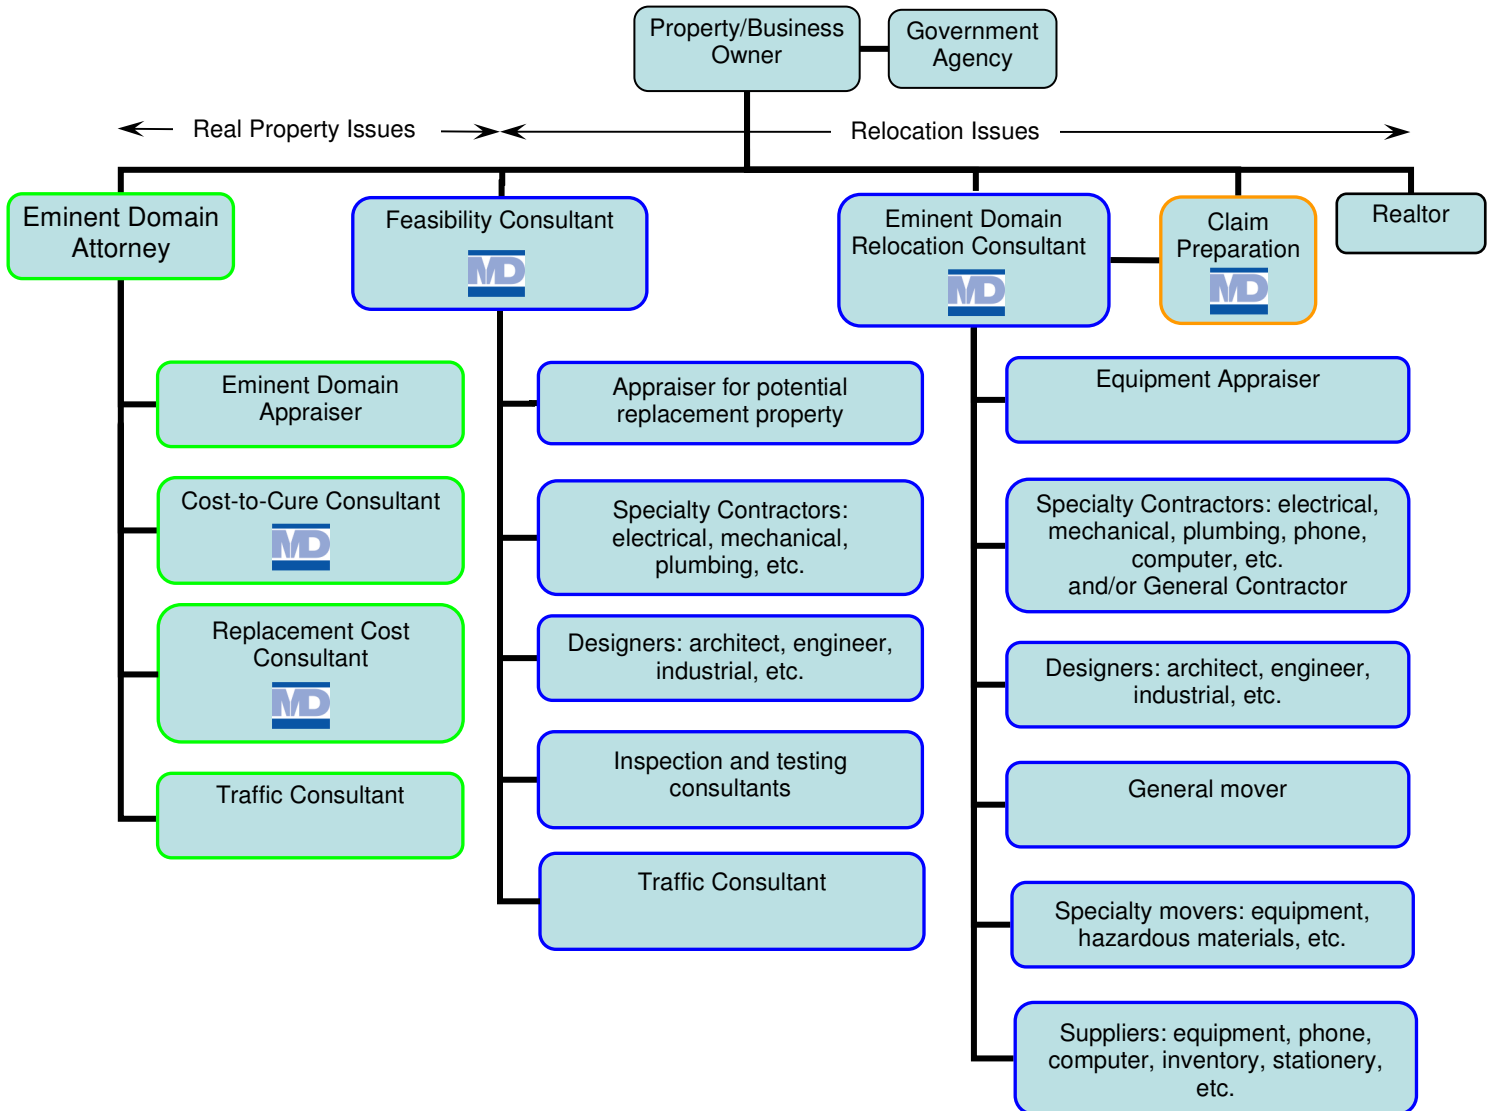 Property/Business
Owner
Government
Agency
Real Property Issues
Relocation Issues
Eminent Domain
Attorney
Feasibility Consultant
MD
Eminent Domain
Relocation Consultant
MD
Claim
Preparation
MD
Realtor
Eminent Domain
Appraiser
Cost-to-Cure Consultant
MD
Replacement Cost
Consultant
MD
Traffic Consultant
Appraiser for potential
replacement property
Specialty Contractors:
electrical, mechanical,
plumbing, etc.
Designers: architect, engineer,
industrial, etc.
Inspection and testing
consultants
Traffic Consultant
Equipment Appraiser
Specialty Contractors: electrical,
mechanical, plumbing, phone,
computer, etc.
and/or General Contractor
Designers: architect, engineer,
industrial, etc.
General mover
Specialty movers: equipment,
hazardous materials, etc.
Suppliers: equipment, phone,
computer, inventory, stationery,
etc.